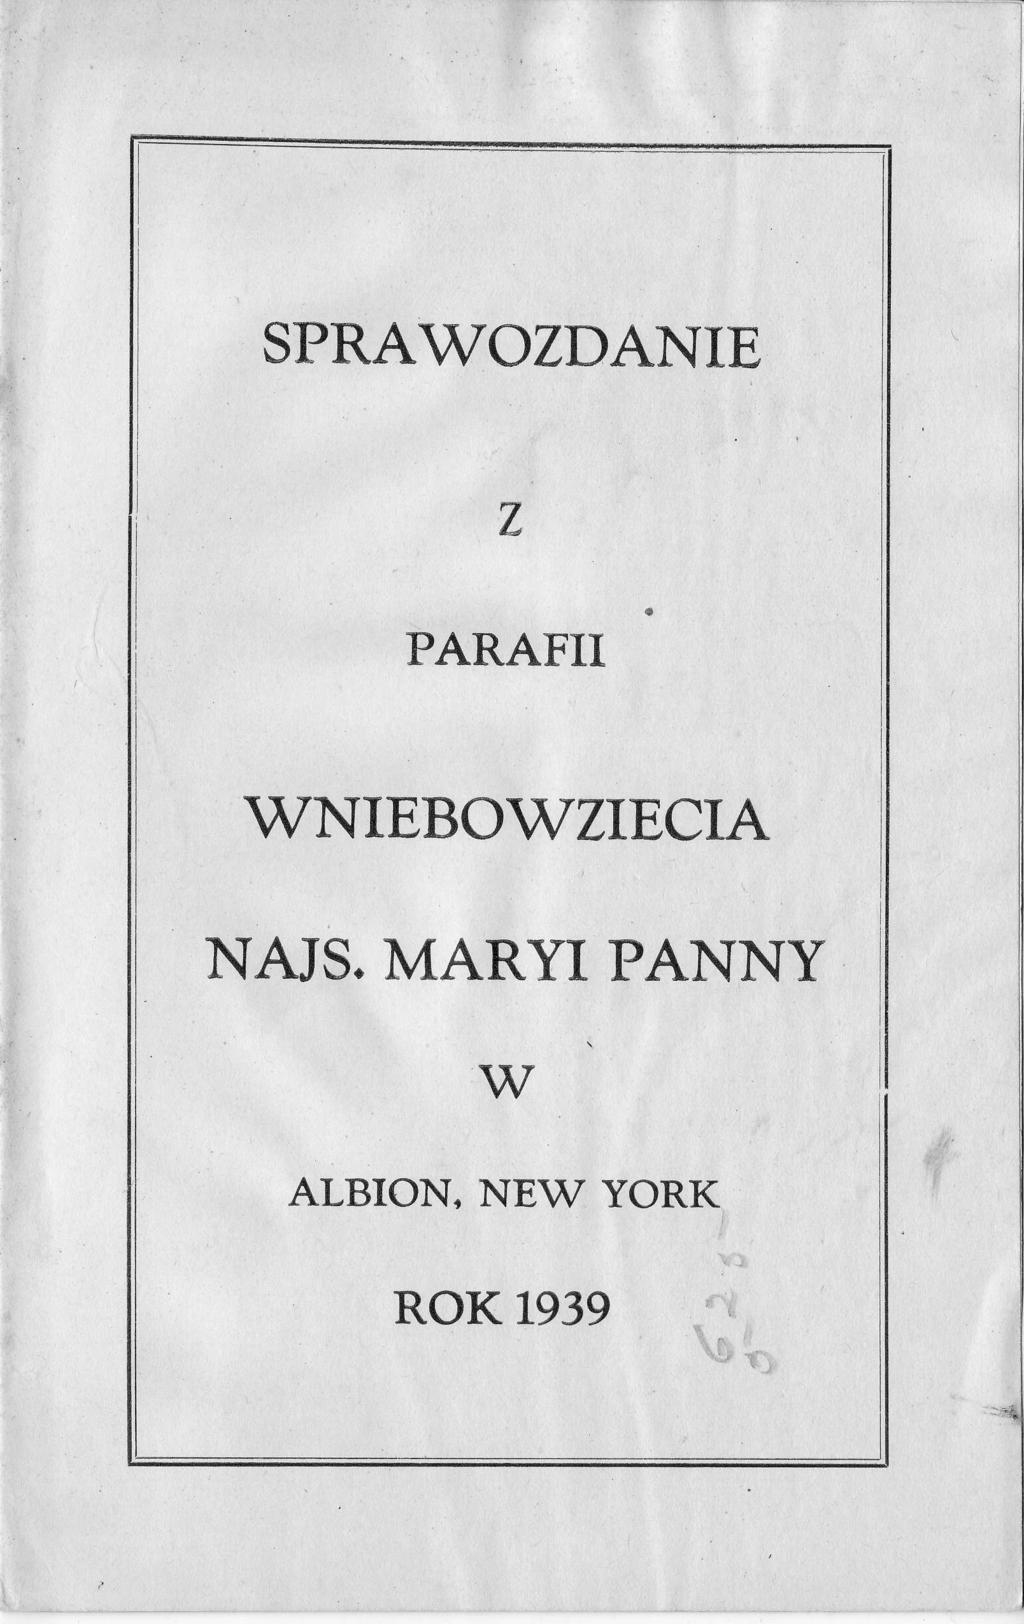 SPRAWOZDANIE
Z
PARAFII
WNIEBOWZIECIA
NAJS. MARYI PANNY
W
ALBION, NEW YORK
ROK 1939